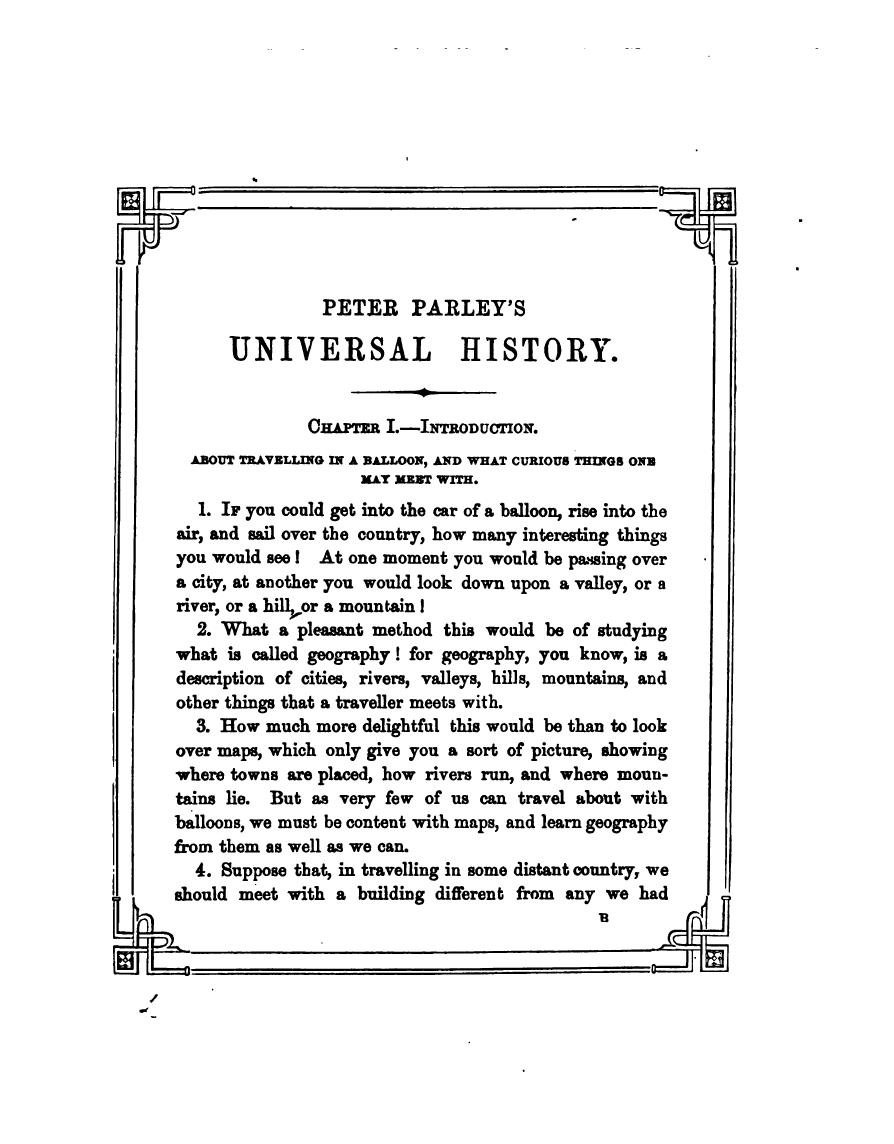 PETER PARLEY'S
UNIVERSAL HISTORY.
CHAPTER I.—INTRODUCTION.
ABOUT TRAVELLING IN A BALLOON, AND WHAT CURIOUS THINGS ONE
MAY MEET WITH.
1. IF you could get into the car of a balloon, rise into the
air, and sail over the country, how many interesting things
you would see! At one moment you would be passing over
a city, at another you would look down upon a valley, or a
river, or a hill, or a mountain!
2. What a pleasant method this would be of studying
what is called geography! for geography, you know, is a
description of cities, rivers, valleys, hills, mountains, and
other things that a traveller meets with.
3. How much more delightful this would be than to look
over maps, which only give you a sort of picture, showing
where towns are placed, how rivers run, and where moun-
tains lie. But as very few of us can travel about with
balloons, we must be content with maps, and learn geography
from them as well as we can.
4. Suppose that, in travelling in some distant country, we
should meet with a building different from any we had
B